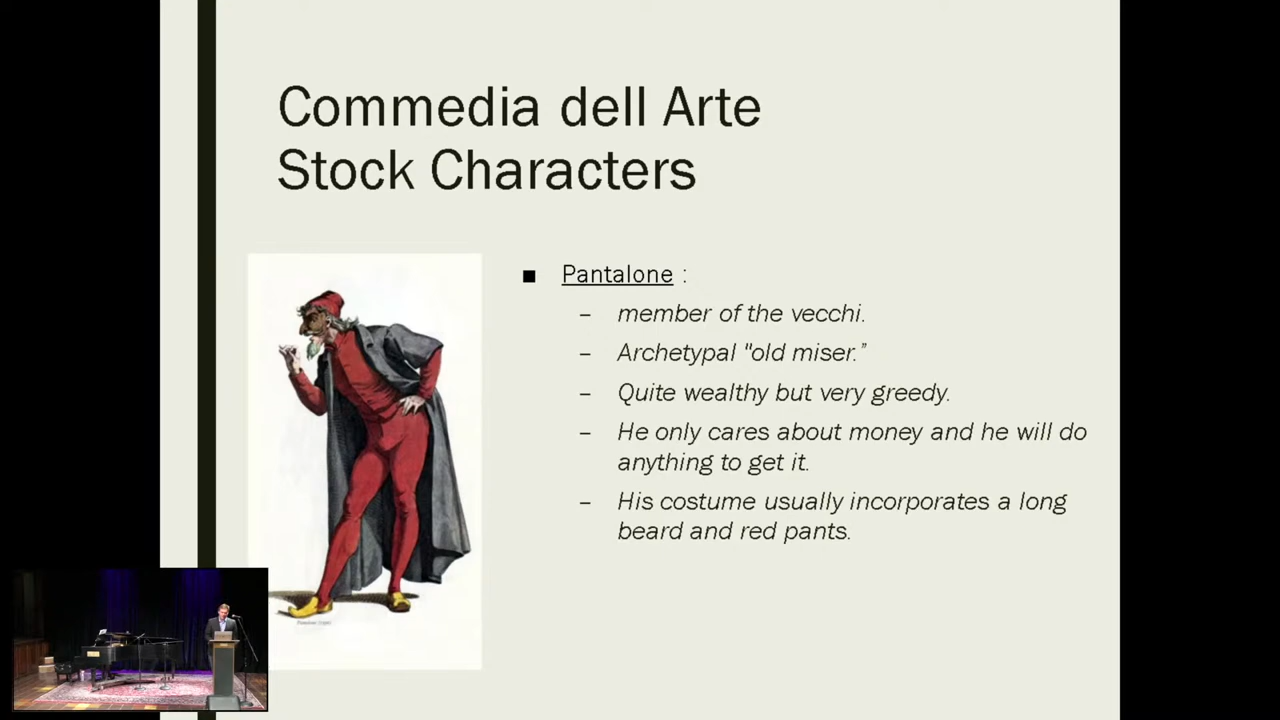 Commedia dell Arte
Stock Characters
■ Pantalone :
– member of the vecchi.
– Archetypal "old miser.”
– Quite wealthy but very greedy.
– He only cares about money and he will do
anything to get it.
– His costume usually incorporates a long
beard and red pants.